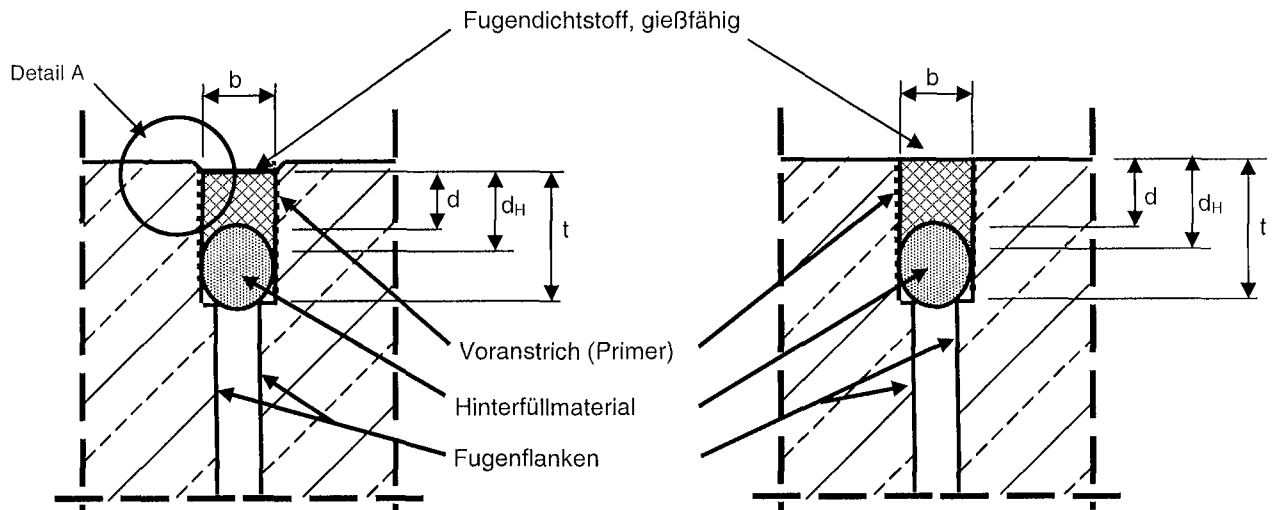 Fugendichtstoff, gießfähig
Detail A
b
b
d
dH
t
d
dH
t
Voranstrich (Primer)
Hinterfüllmaterial
Fugenflanken